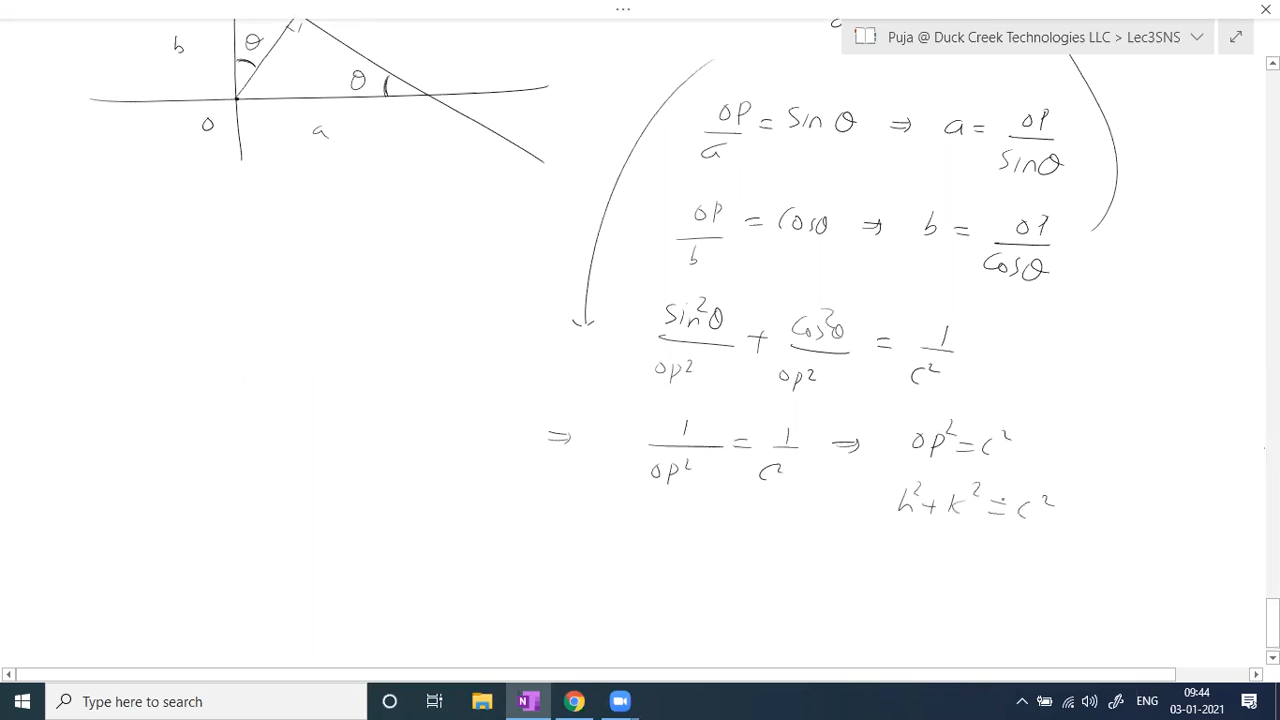 ...
Puja @ Duck Creek Technologies LLC > Lec3SNS
b θ
θ
O a
OP/a = Sin θ ⇒ a = OP/Sinθ
OP/b = Cosθ ⇒ b = OP/Cosθ
Sin²θ/OP² + Cos²θ/OP² = 1/C²
⇒ 1/OP² = 1/C² ⇒ OP² = C²
h² + k² = C²
Type here to search
ENG
09:44
03-01-2021